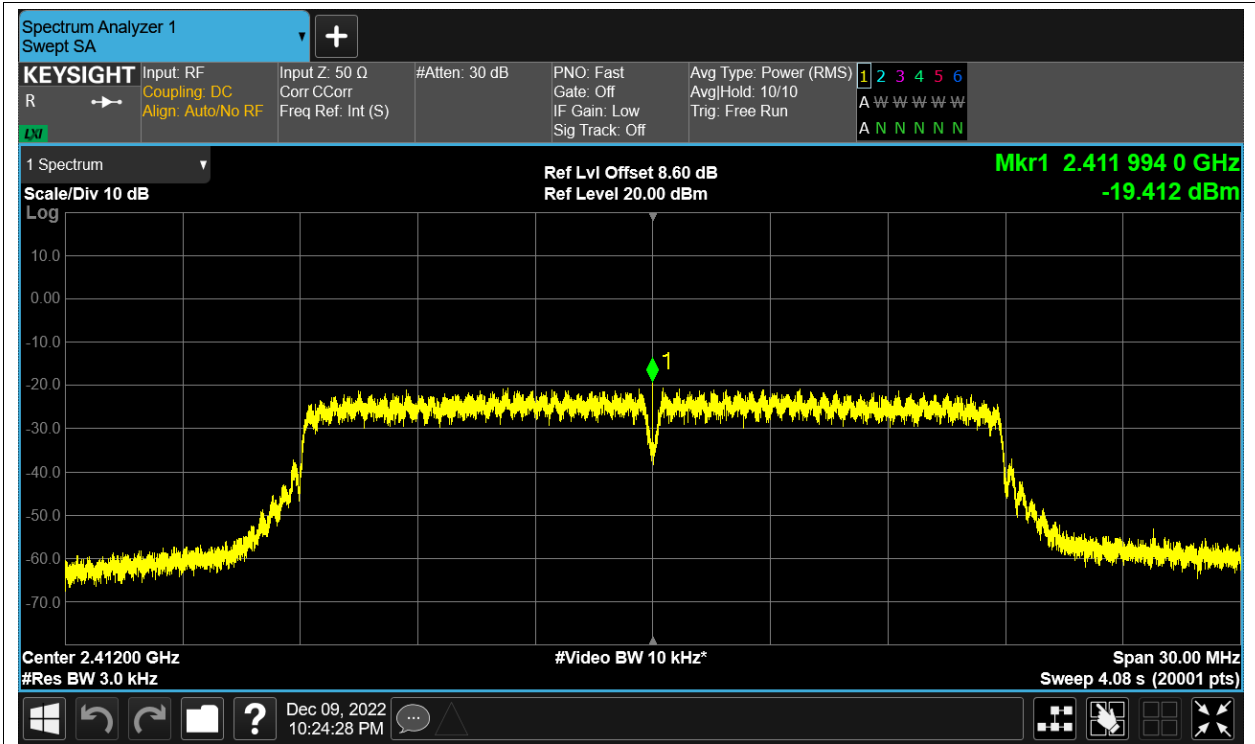 Spectrum Analyzer 1
Swept SA
KEYSIGHT
R
LXI
Input: RF
Coupling: DC
Align: Auto/No RF
Input Z: 50 Ω
Corr CCorr
Freq Ref: Int (S)
#Atten: 30 dB
PNO: Fast
Gate: Off
IF Gain: Low
Sig Track: Off
Avg Type: Power (RMS)
Avg|Hold: 10/10
Trig: Free Run
1 2 3 4 5 6
A W W W W W
A N N N N N
1 Spectrum
Scale/Div 10 dB
Log
Ref Lvl Offset 8.60 dB
Ref Level 20.00 dBm
Mkr1 2.411 994 0 GHz
-19.412 dBm
10.0
0.00
-10.0
-20.0
-30.0
-40.0
-50.0
-60.0
-70.0
1
Center 2.41200 GHz
#Res BW 3.0 kHz
#Video BW 10 kHz*
Span 30.00 MHz
Sweep 4.08 s (20001 pts)
?
Dec 09, 2022
10:24:28 PM